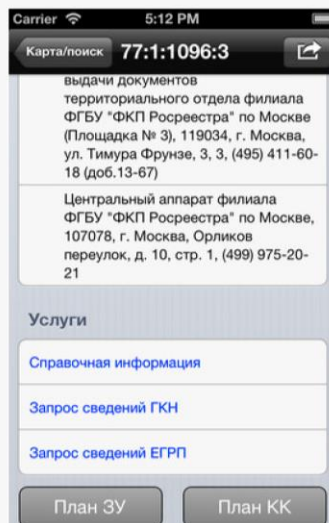 Carrier 5:12 PM
Карта/поиск 77:1:1096:3
выдачи документов
территориального отдела филиала
ФГБУ "ФКП Росреестра" по Москве
(Площадка № 3), 119034, г. Москва,
ул. Тимура Фрунзе, 3, 3, (495) 411-60-
18 (доб.13-67)
Центральный аппарат филиала
ФГБУ "ФКП Росреестра" по Москве,
107078, г. Москва, Орликов
переулок, д. 10, стр. 1, (499) 975-20-
21
Услуги
Справочная информация
Запрос сведений ГКН
Запрос сведений ЕГРП
План ЗУ План КК